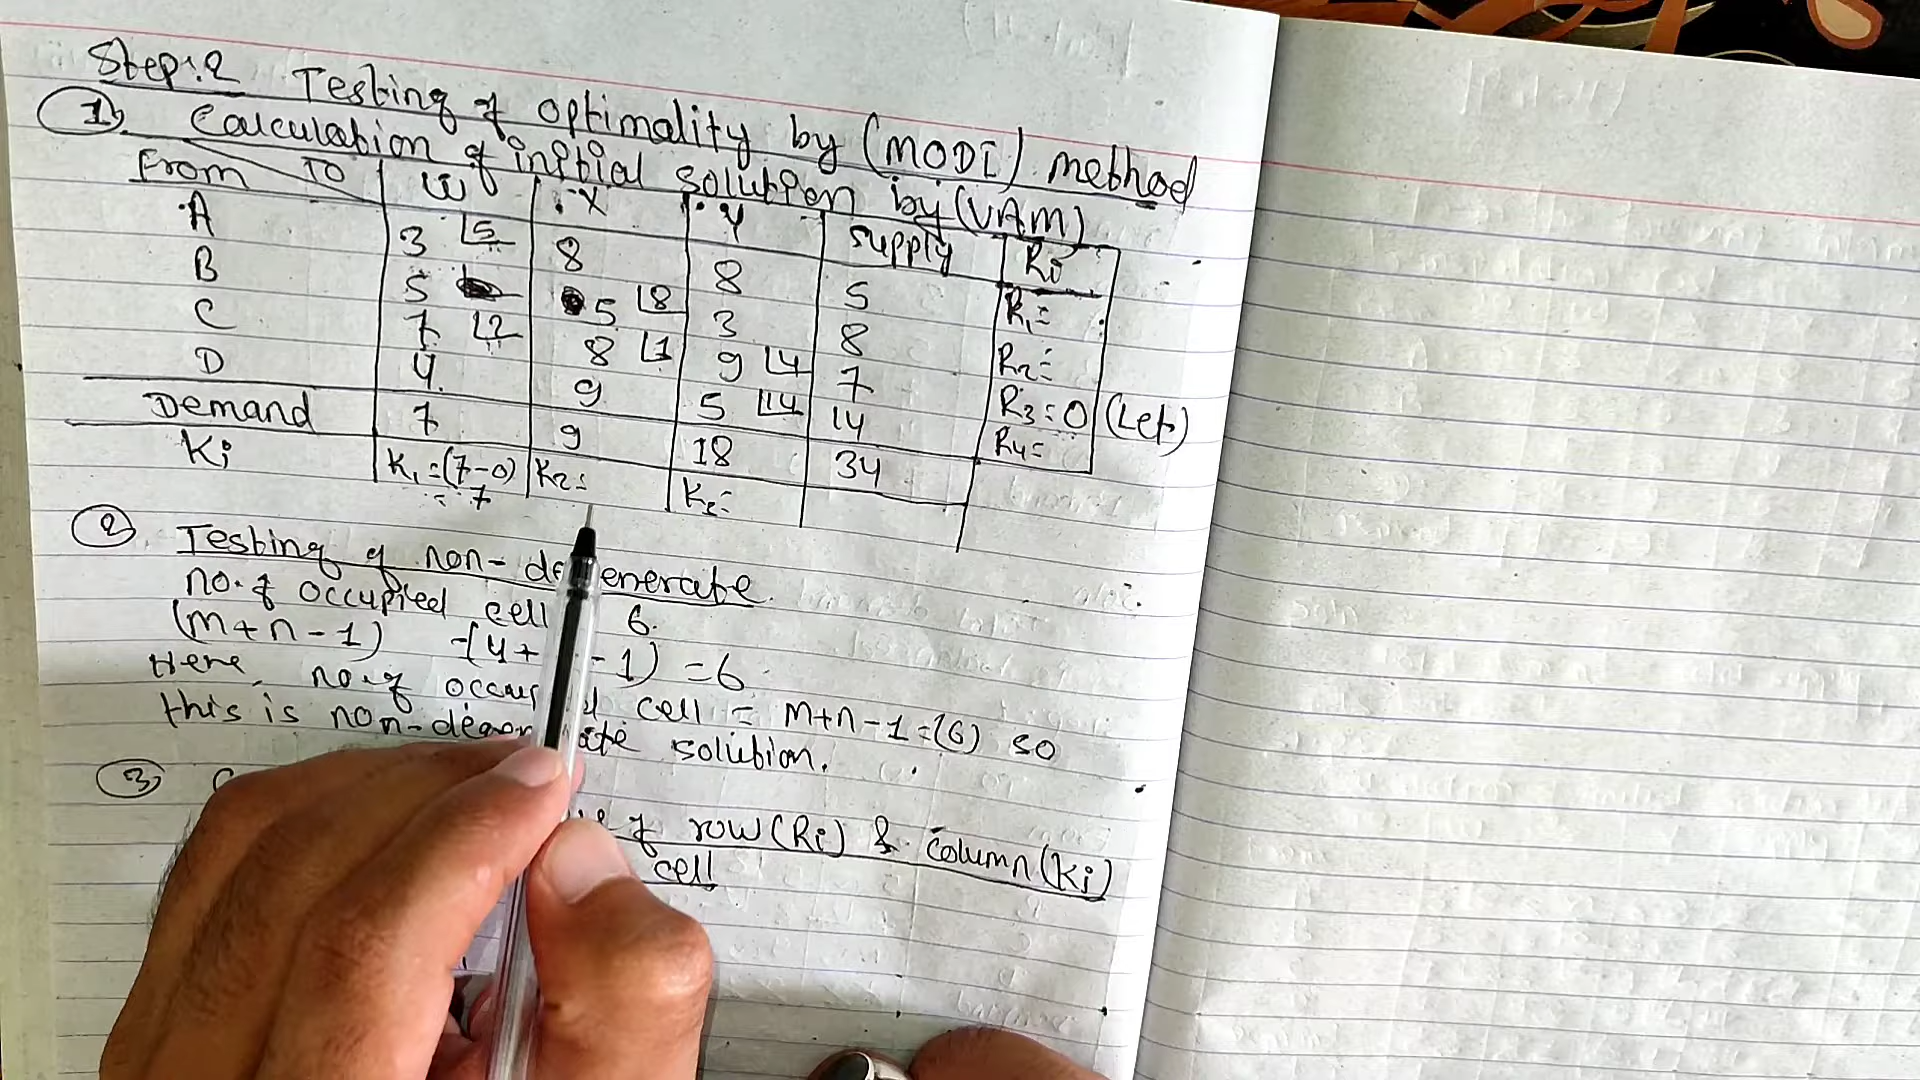 Step:2 Testing of optimality by (MODI) method
1) Calculation of initial solution by (VAM)
From TO W X Y Supply Ri
A 3 5 8 8 5 R1=
B 5 5 8 3 8 R2=
C 7 2 8 1 9 4 7 R3=0 (Let)
D 4 9 5 14 14 R4=
Demand 7 9 18 34
Ki K1=(7-0) K2= K3=
= 7
2 Testing of non-degenerate
no. of occupied cell 6.
(m+n-1) -1) =6
Here, no. of occupied cell = m+n-1=(6) so
this is non-degenerate solution.
3
of row(Ri) & column(Ki)
cell